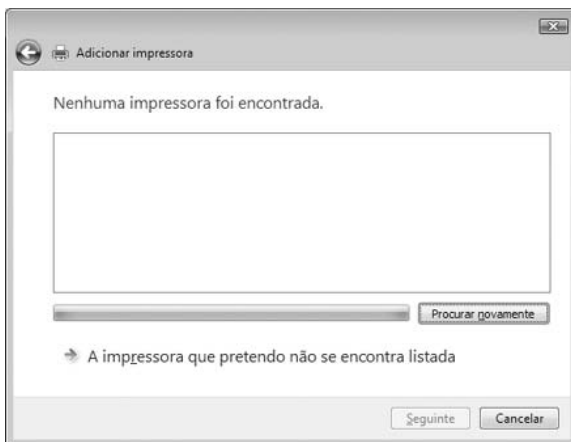 Adicionar impressora
Nenhuma impressora foi encontrada.
Procurar novamente
A impressora que pretendo não se encontra listada
Seguinte
Cancelar